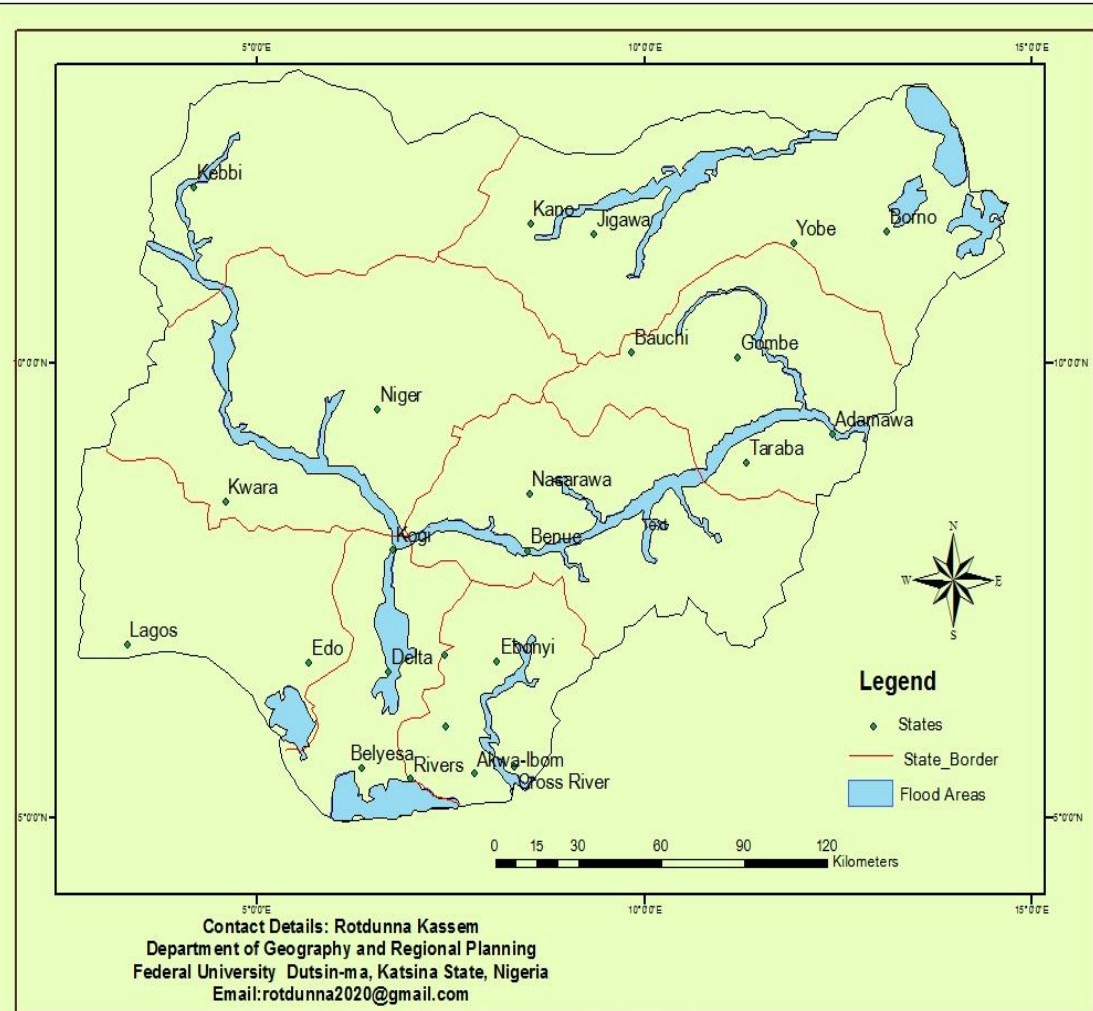 5°0'0"E 10°0'0"E 15°0'0"E
Kebbi
Kano
Jigawa
Yobe
Borno
Bauchi
Gombe
10°0'0"N 10°0'0"N
Niger
Adamawa
Taraba
Kwara
Nasarawa
Text
Kogi
Benue
N
W E
S
Lagos
Edo
Delta
Ebonyi
Legend
States
State_Border
Flood Areas
Belyesa
Rivers
Akwa-Ibom
Cross River
5°0'0"N 5°0'0"N
0 15 30 60 90 120
Kilometers
5°0'0"E 10°0'0"E 15°0'0"E
Contact Details: Rotdunna Kassem
Department of Geography and Regional Planning
Federal University Dutsin-ma, Katsina State, Nigeria
Email:rotdunna2020@gmail.com